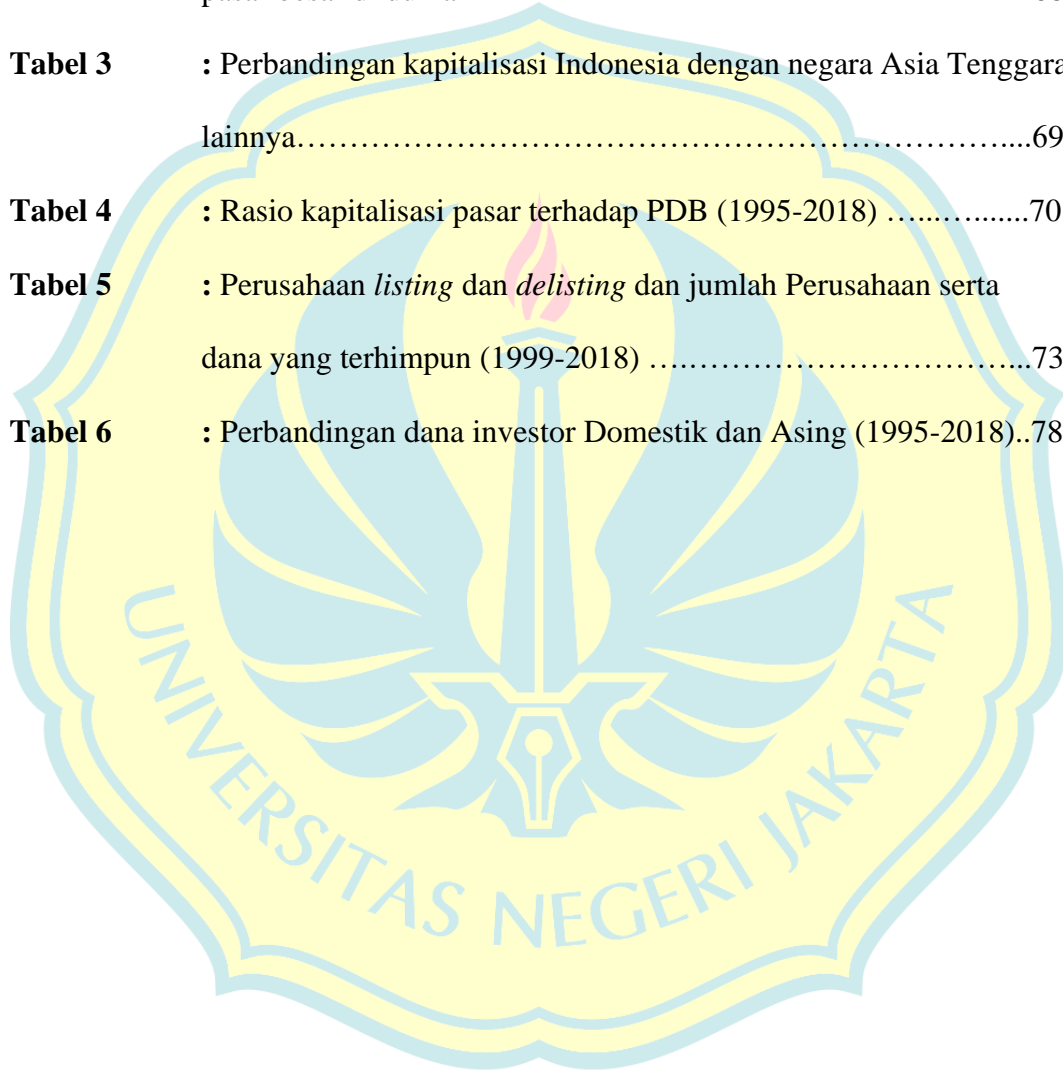 Tabel 3 : Perbandingan kapitalisasi Indonesia dengan negara Asia Tenggara
lainnya…………………………………………………………....69
Tabel 4 : Rasio kapitalisasi pasar terhadap PDB (1995-2018) …..….......70
Tabel 5 : Perusahaan listing dan delisting dan jumlah Perusahaan serta
dana yang terhimpun (1999-2018) ….……………………………...73
Tabel 6 : Perbandingan dana investor Domestik dan Asing (1995-2018)..78
UNIVERSITAS NEGERI JAKARTA